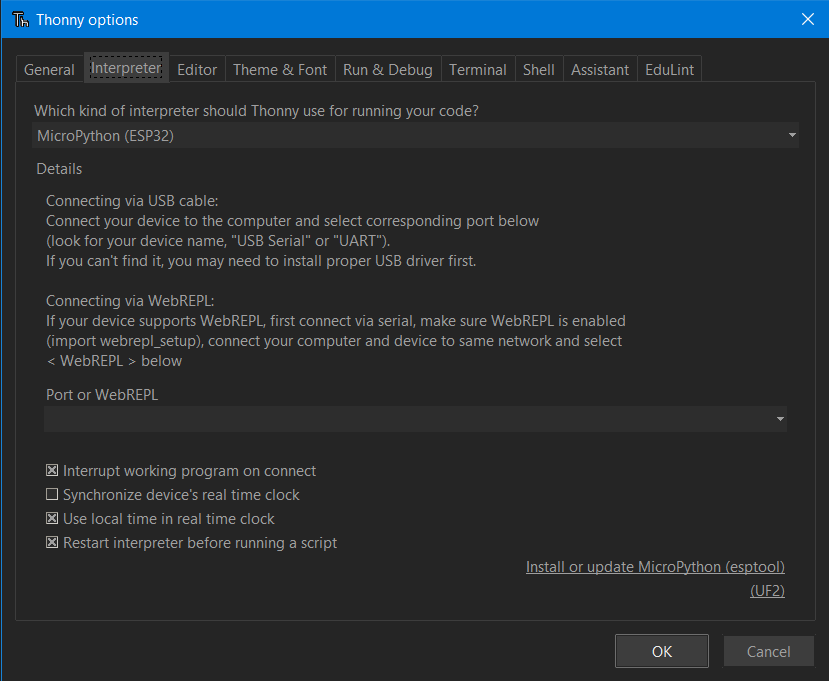 Th Thonny options
General Interpreter Editor Theme & Font Run & Debug Terminal Shell Assistant EduLint
Which kind of interpreter should Thonny use for running your code?
MicroPython (ESP32)
Details
Connecting via USB cable:
Connect your device to the computer and select corresponding port below
(look for your device name, "USB Serial" or "UART").
If you can't find it, you may need to install proper USB driver first.
Connecting via WebREPL:
If your device supports WebREPL, first connect via serial, make sure WebREPL is enabled
(import webrepl_setup), connect your computer and device to same network and select
< WebREPL > below
Port or WebREPL
Interrupt working program on connect
Synchronize device's real time clock
Use local time in real time clock
Restart interpreter before running a script
Install or update MicroPython (esptool)
(UF2)
OK Cancel